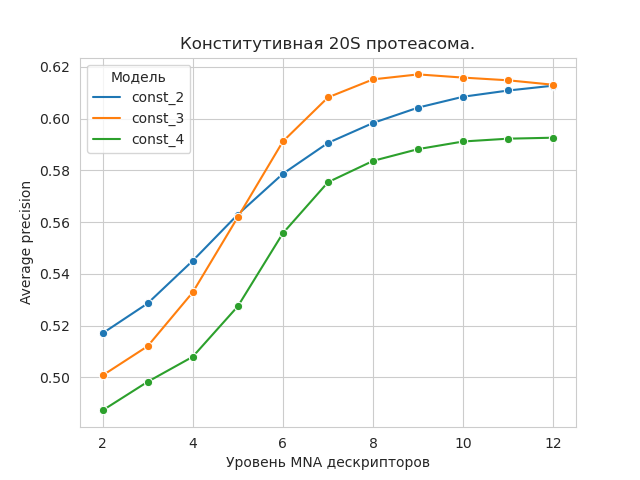 Конститутивная 20S протеасома.
Модель
const_2
const_3
const_4
Average precision
0.62
0.60
0.58
0.56
0.54
0.52
0.50
2 4 6 8 10 12
Уровень MNA дескрипторов